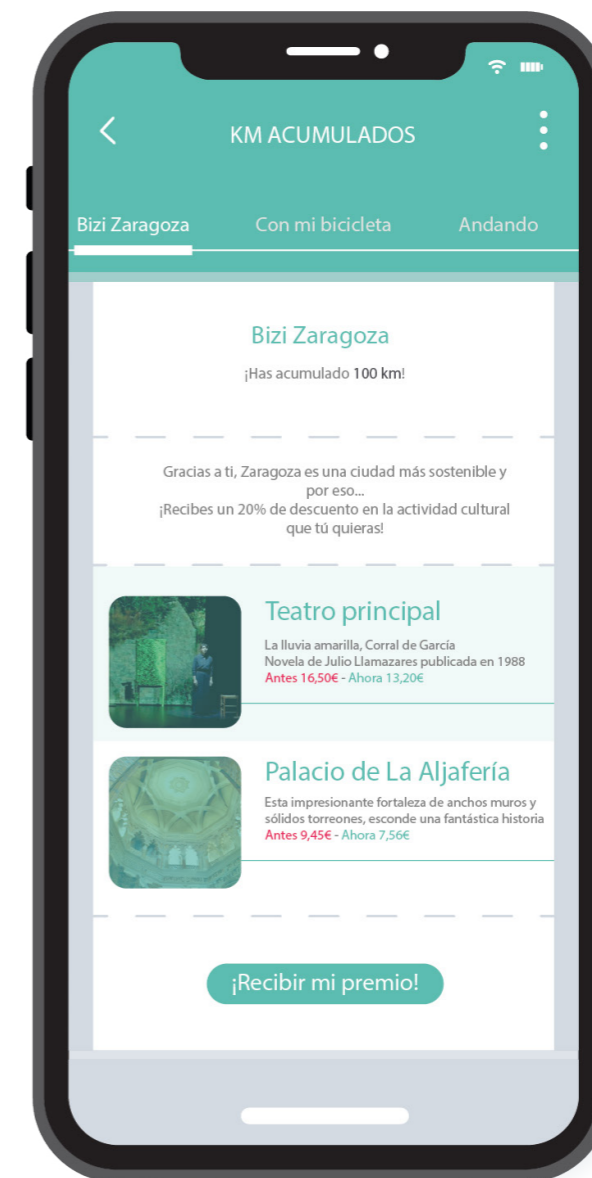 KM ACUMULADOS
Bizi Zaragoza
Con mi bicicleta
Andando
Bizi Zaragoza
¡Has acumulado 100 km!
Gracias a ti, Zaragoza es una ciudad más sostenible y
por eso...
¡Recibes un 20% de descuento en la actividad cultural
que tú quieras!
Teatro principal
La lluvia amarilla, Corral de García
Novela de Julio Llamazares publicada en 1988
Antes 16,50€ - Ahora 13,20€
Palacio de La Aljafería
Esta impresionante fortaleza de anchos muros y
sólidos torreones, esconde una fantástica historia
Antes 9,45€ - Ahora 7,56€
¡Recibir mi premio!